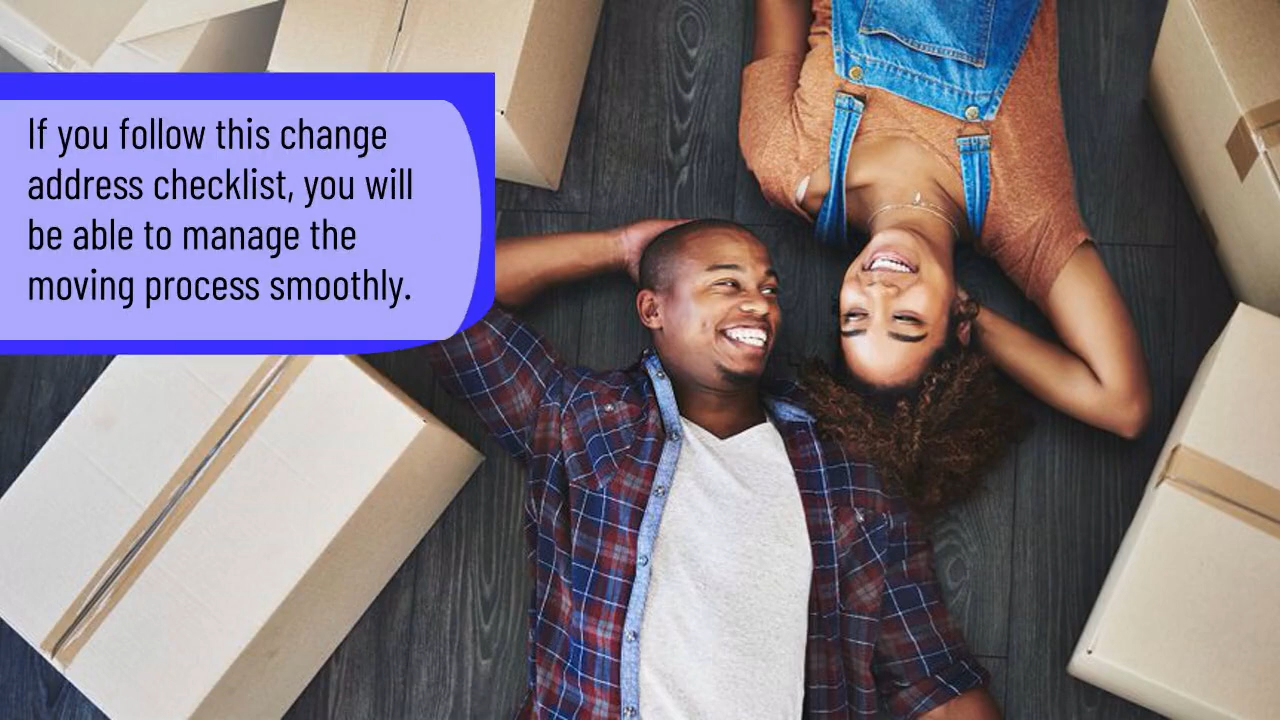 If you follow this change
address checklist, you will
be able to manage the
moving process smoothly.